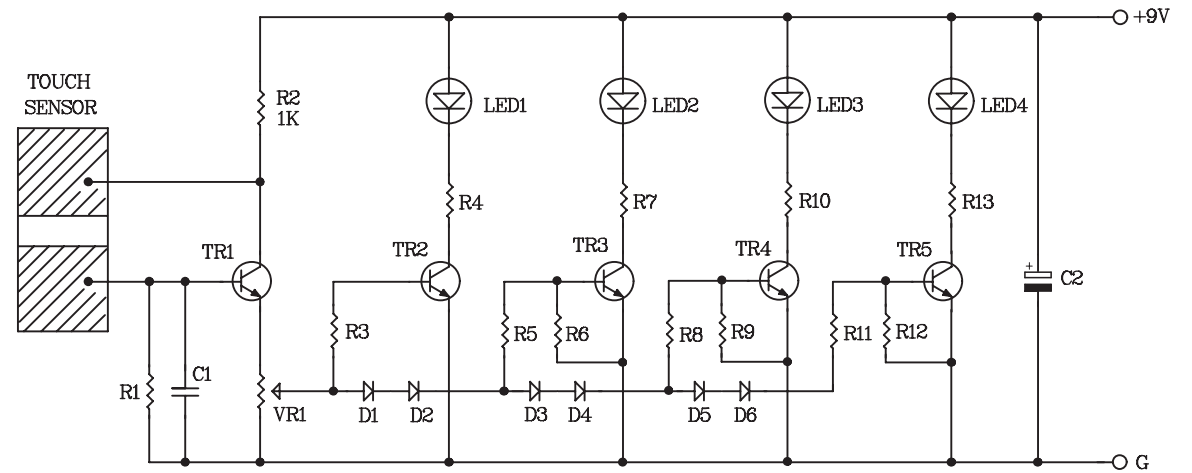 +9V
TOUCH
SENSOR
R2
1K
LED1
LED2
LED3
LED4
R4
R7
R10
R13
TR1
TR2
TR3
TR4
TR5
+
C2
R3
R5
R6
R8
R9
R11
R12
R1
C1
VR1
D1
D2
D3
D4
D5
D6
G